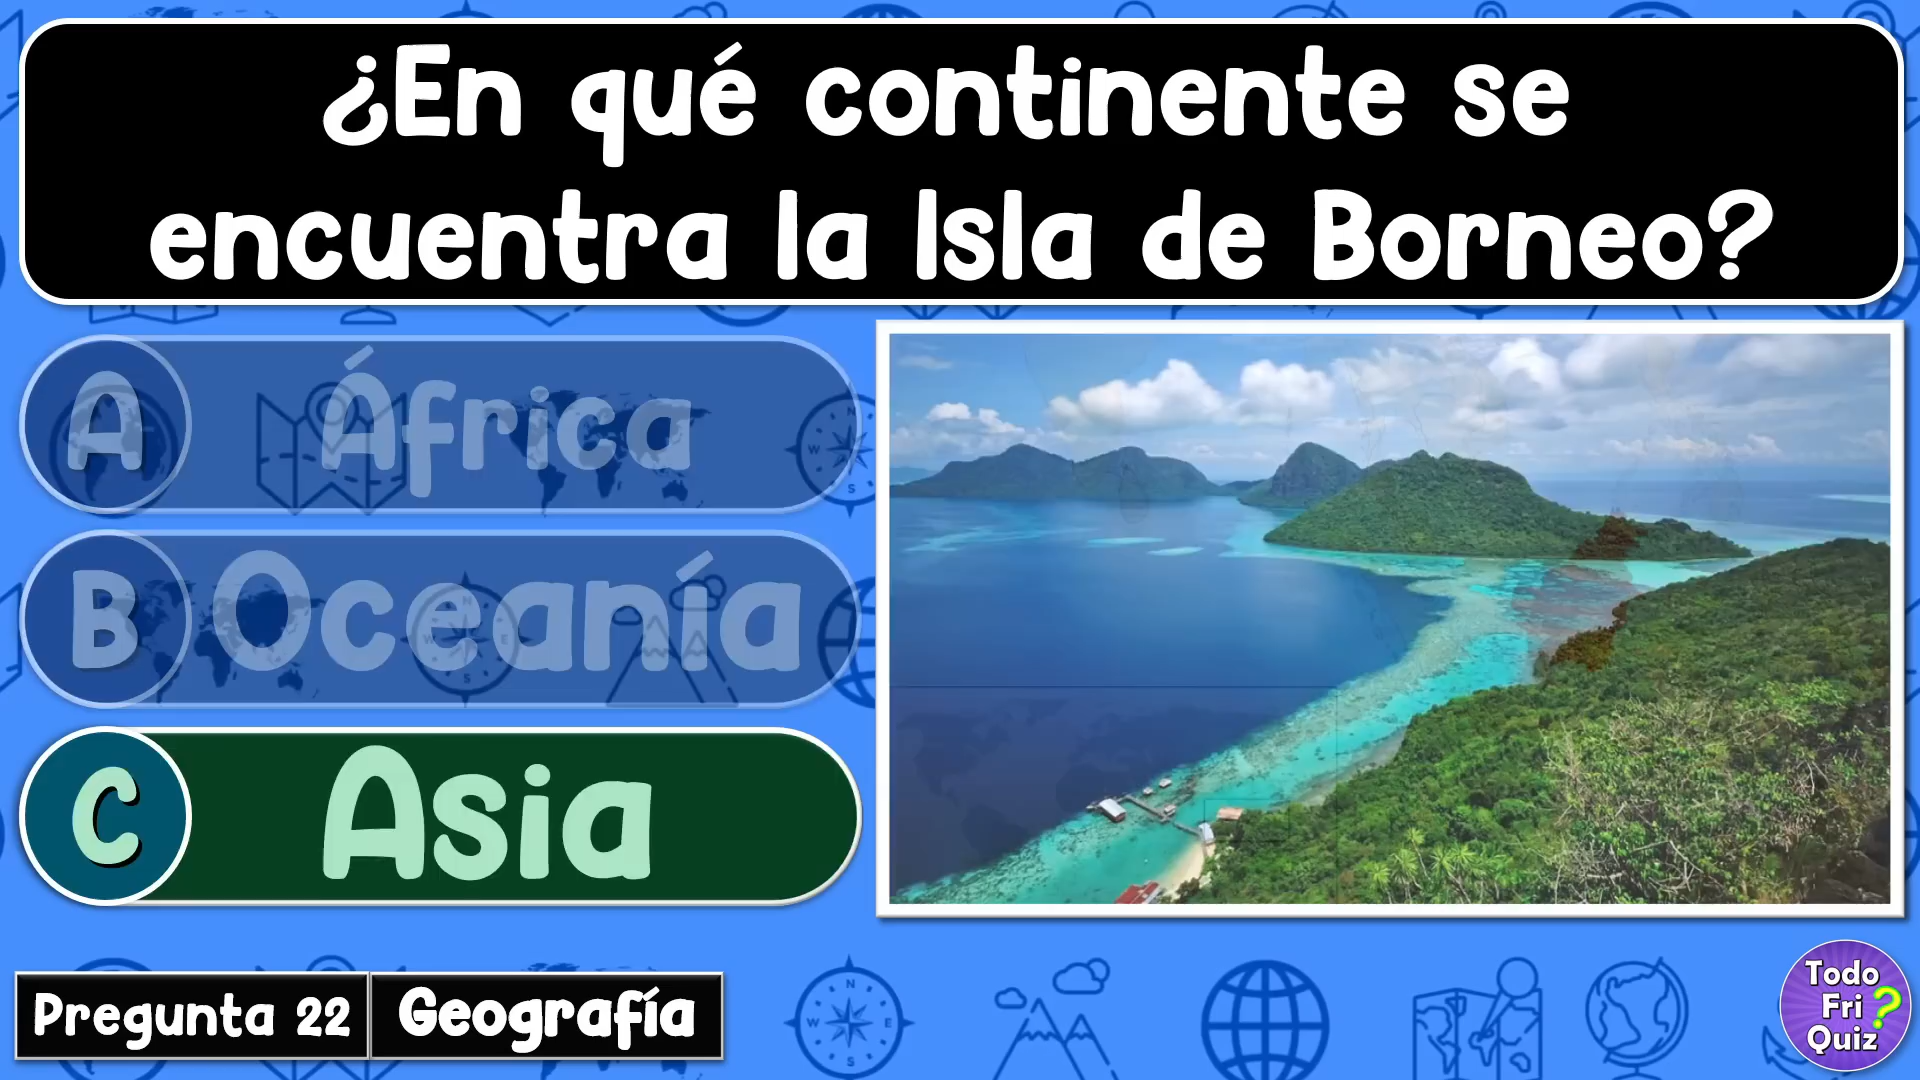 ¿En qué continente se
encuentra la Isla de Borneo?
A África
B Oceanía
C Asia
Pregunta 22 Geografía
Todo
Fri ?
Quiz